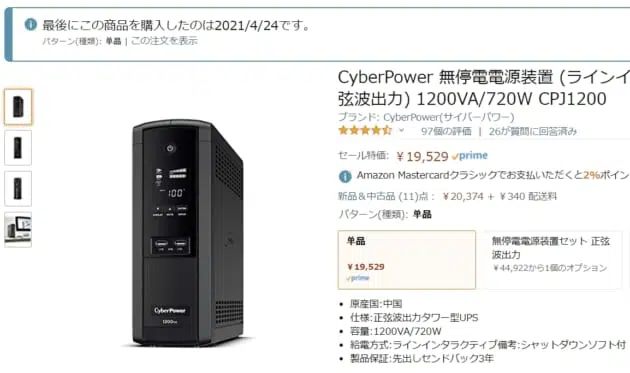 最後にこの商品を購入したのは2021/4/24です。
パターン(種類): 単品 | この注文を表示
CyberPower 無停電電源装置 (ラインイ
弦波出力) 1200VA/720W CPJ1200
ブランド: CyberPower(サイバーパワー)
97個の評価 | 26が質問に回答済み
セール特価: ￥19,529 prime
Amazon Mastercardクラシックでお支払いただくと2%ポイン
新品＆中古品 (11)点： ￥20,374 + ￥340 配送料
パターン(種類): 単品
単品
￥19,529
prime
無停電電源装置セット 正弦
波出力
￥44,922から1個のオプション
100
CyberPower
1200
• 原産国:中国
• 仕様:正弦波出力タワー型UPS
• 容量:1200VA/720W
• 給電方式:ラインインタラクティブ備考:シャットダウンソフト付
• 製品保証:先出しセンドバック3年